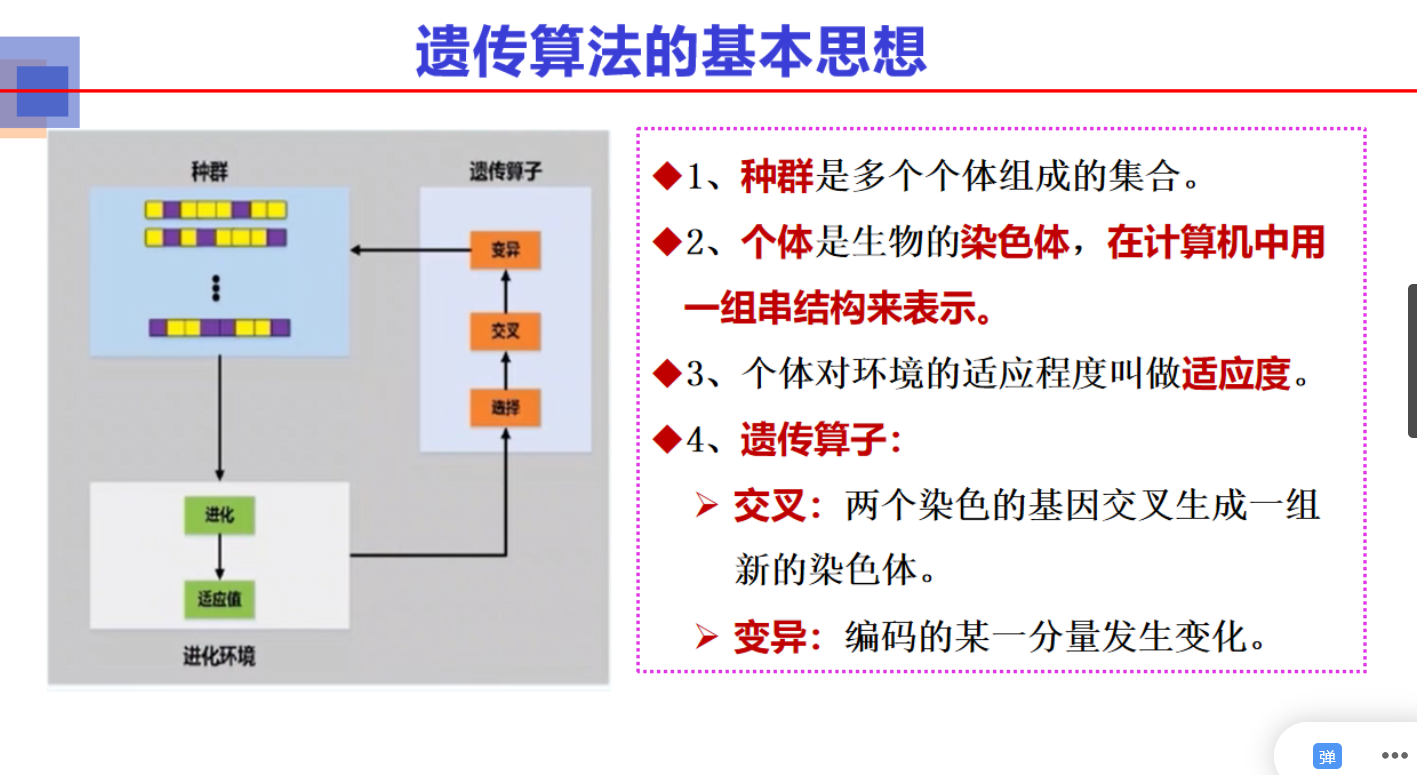 遗传算法的基本思想
种群
遗传算子
变异
交叉
选择
进化
适应值
进化环境
◆1、种群是多个个体组成的集合。
◆2、个体是生物的染色体，在计算机中用
一组串结构来表示。
◆3、个体对环境的适应程度叫做适应度。
◆4、遗传算子：
➢ 交叉：两个染色的基因交叉生成一组
新的染色体。
➢ 变异：编码的某一分量发生变化。
弹